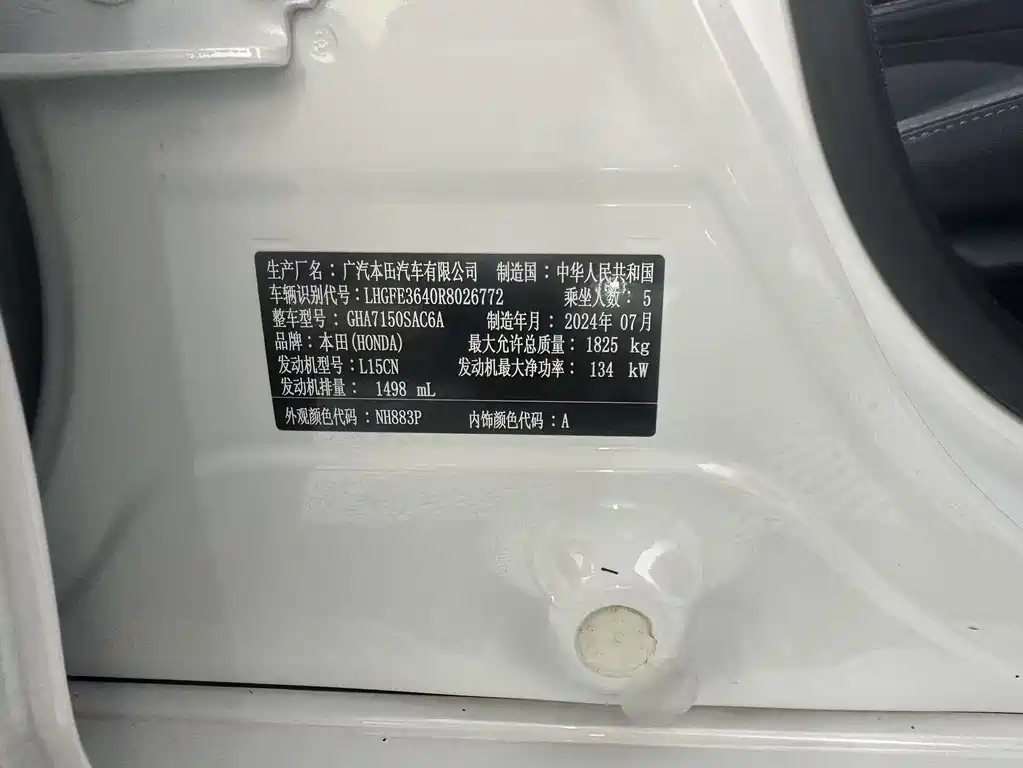 生产厂名：广汽本田汽车有限公司 制造国：中华人民共和国
车辆识别代号：LHGFE3640R8026772 乘坐人数：5
整车型号：GHA7150SAC6A 制造年月：2024年 07月
品牌：本田(HONDA) 最大允许总质量：1825 kg
发动机型号：L15CN 发动机最大净功率：134 kW
发动机排量：1498 mL
外观颜色代码：NH883P 内饰颜色代码：A